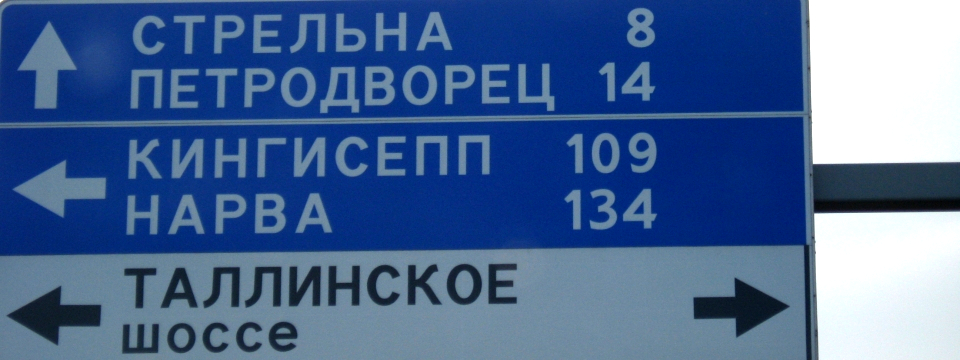 СТРЕЛЬНА 8
ПЕТРОДВОРЕЦ 14
КИНГИСЕПП 109
НАРВА 134
ТАЛЛИНСКОЕ
шоссе